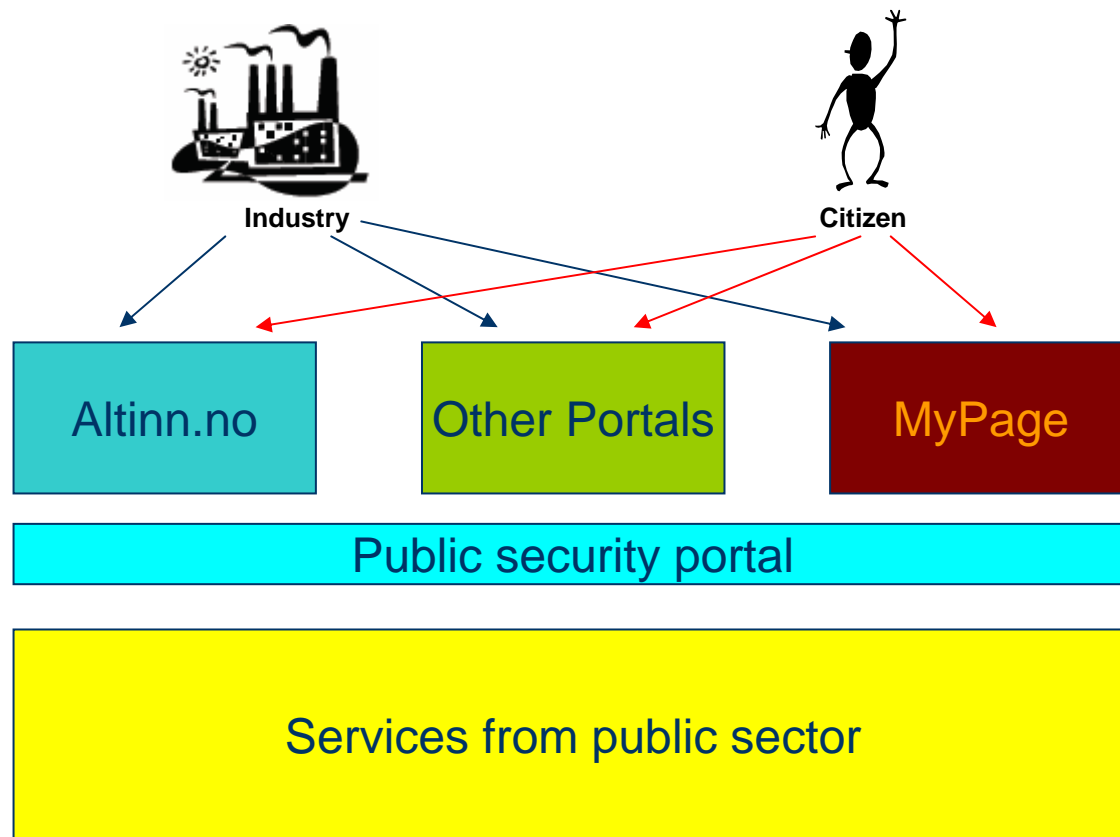 Industry
Citizen
Altinn.no
Other Portals
MyPage
Public security portal
Services from public sector